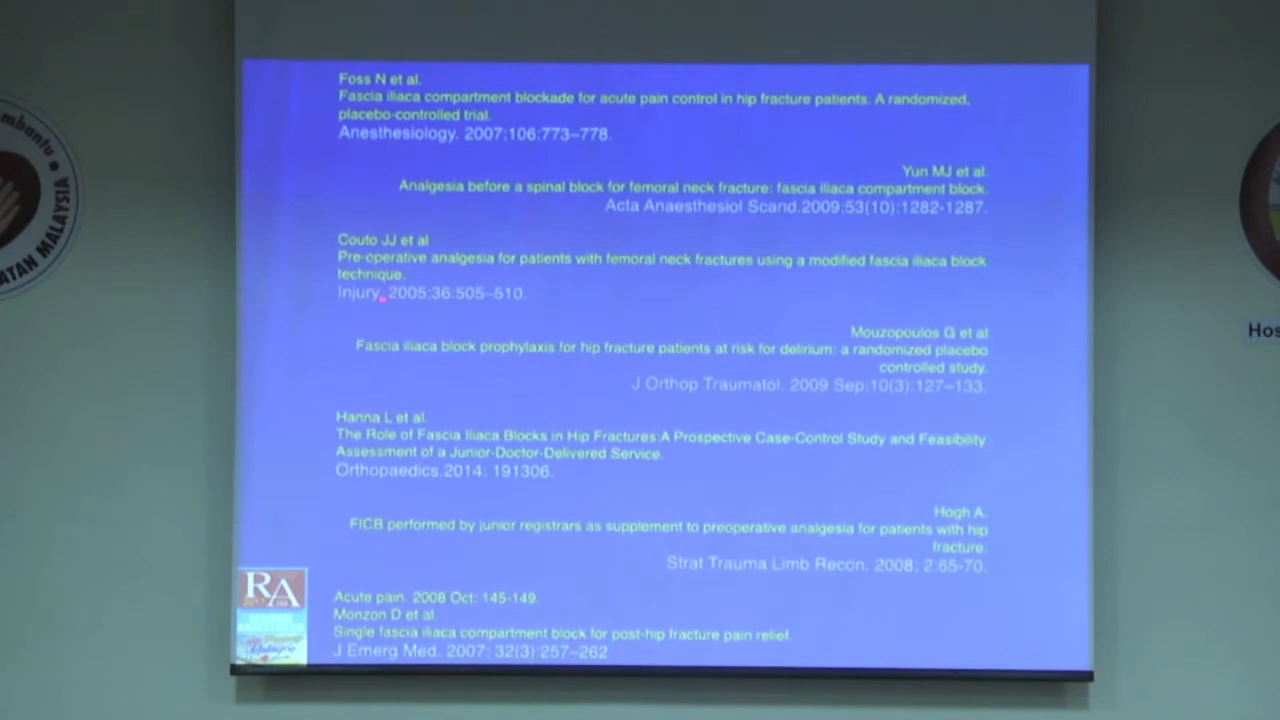 Foss N et al.
Fascia iliaca compartment blockade for acute pain control in hip fracture patients. A randomized,
placebo-controlled trial.
Anesthesiology. 2007;106:773–778.
Yun MJ et al.
Analgesia before a spinal block for femoral neck fracture: fascia iliaca compartment block.
Acta Anaesthesiol Scand.2009;53(10):1282-1287.
Couto JJ et al
Pre-operative analgesia for patients with femoral neck fractures using a modified fascia iliaca block
technique.
Injury. 2005;36:505–510.
Mouzopoulos G et al
Fascia iliaca block prophylaxis for hip fracture patients at risk for delirium: a randomized placebo
controlled study.
J Orthop Traumatol. 2009 Sep;10(3):127–133.
Hanna L et al.
The Role of Fascia Iliaca Blocks in Hip Fractures:A Prospective Case-Control Study and Feasibility
Assessment of a Junior-Doctor-Delivered Service.
Orthopaedics.2014: 191306.
Hogh A.
FICB performed by junior registrars as supplement to preoperative analgesia for patients with hip
fracture.
Strat Trauma Limb Recon. 2008; 2:65-70.
Acute pain. 2008 Oct: 145-149.
Monzon D et al.
Single fascia iliaca compartment block for post-hip fracture pain relief.
J Emerg Med. 2007; 32(3):257–262
RA
mbantu
ATAN MALAYSIA
Hos